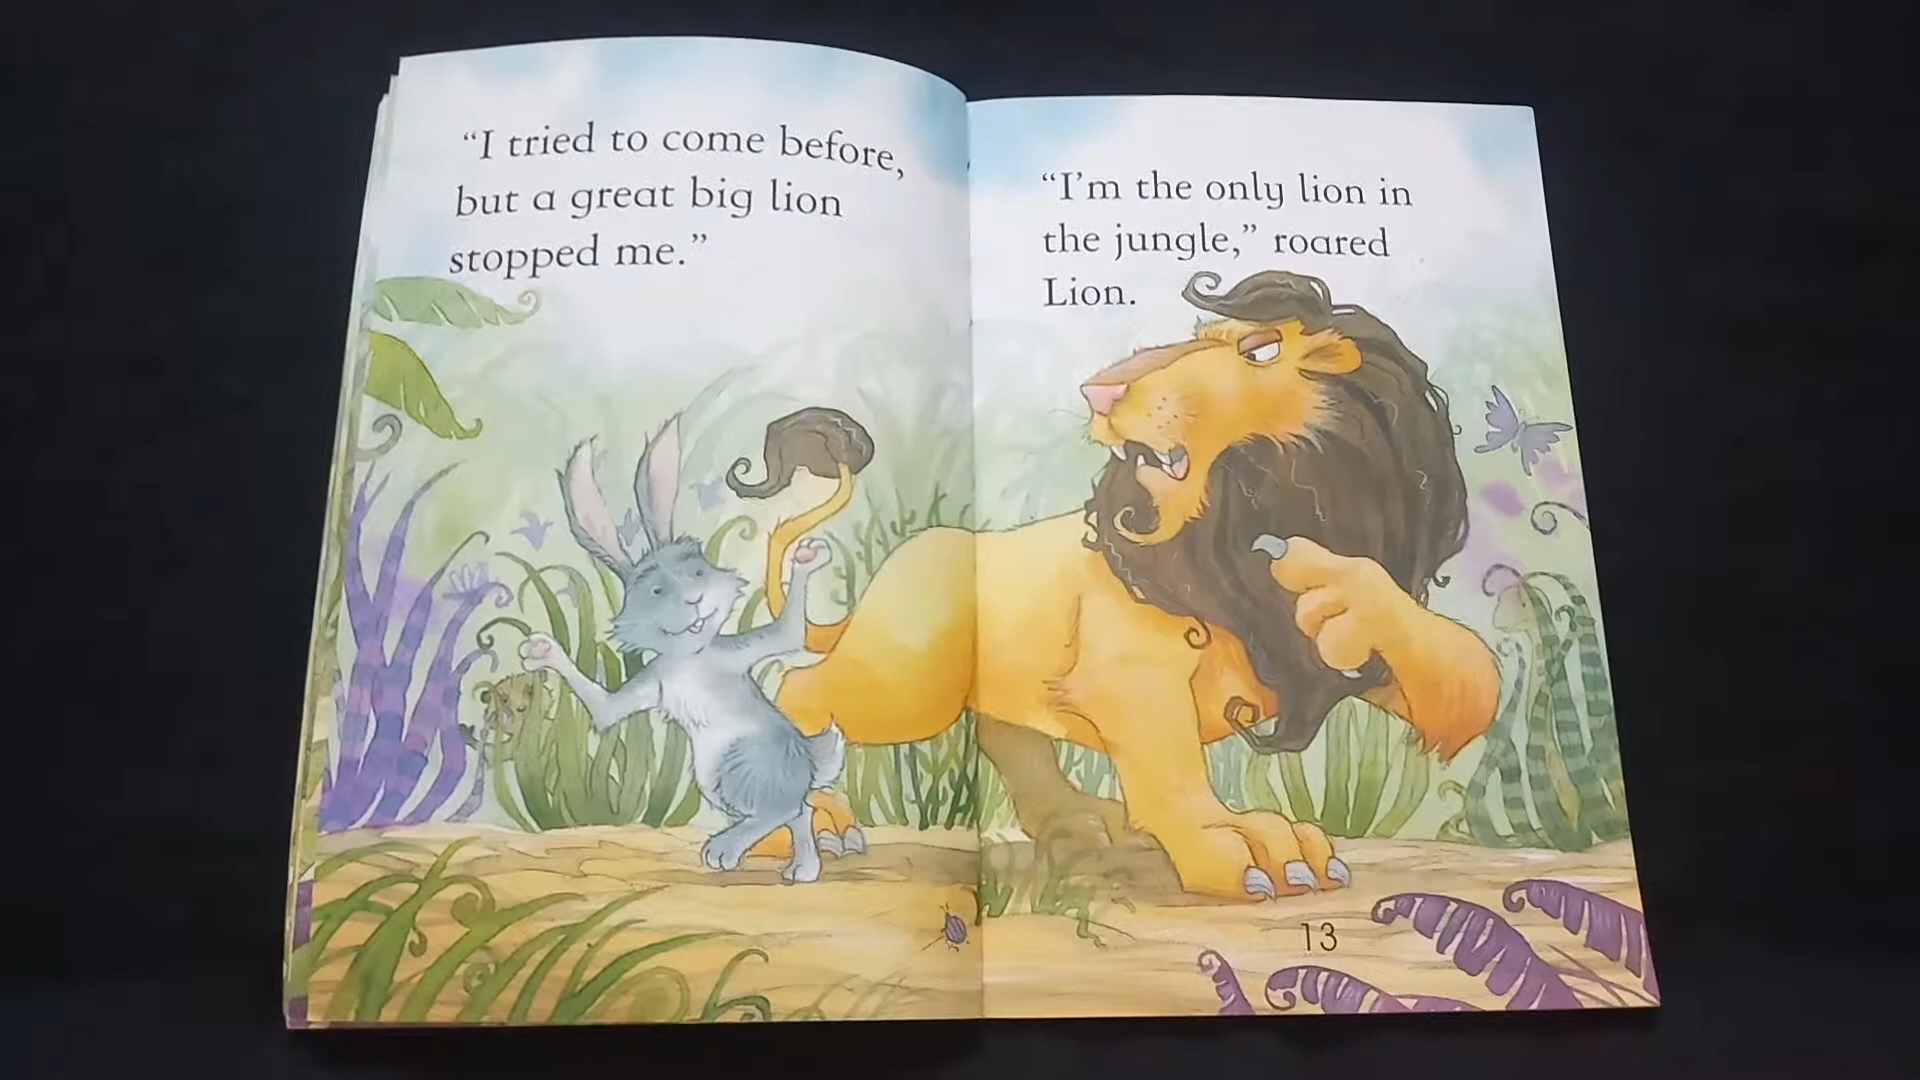 “I tried to come before,
but a great big lion
stopped me.”
“I’m the only lion in
the jungle,” roared
Lion.
13